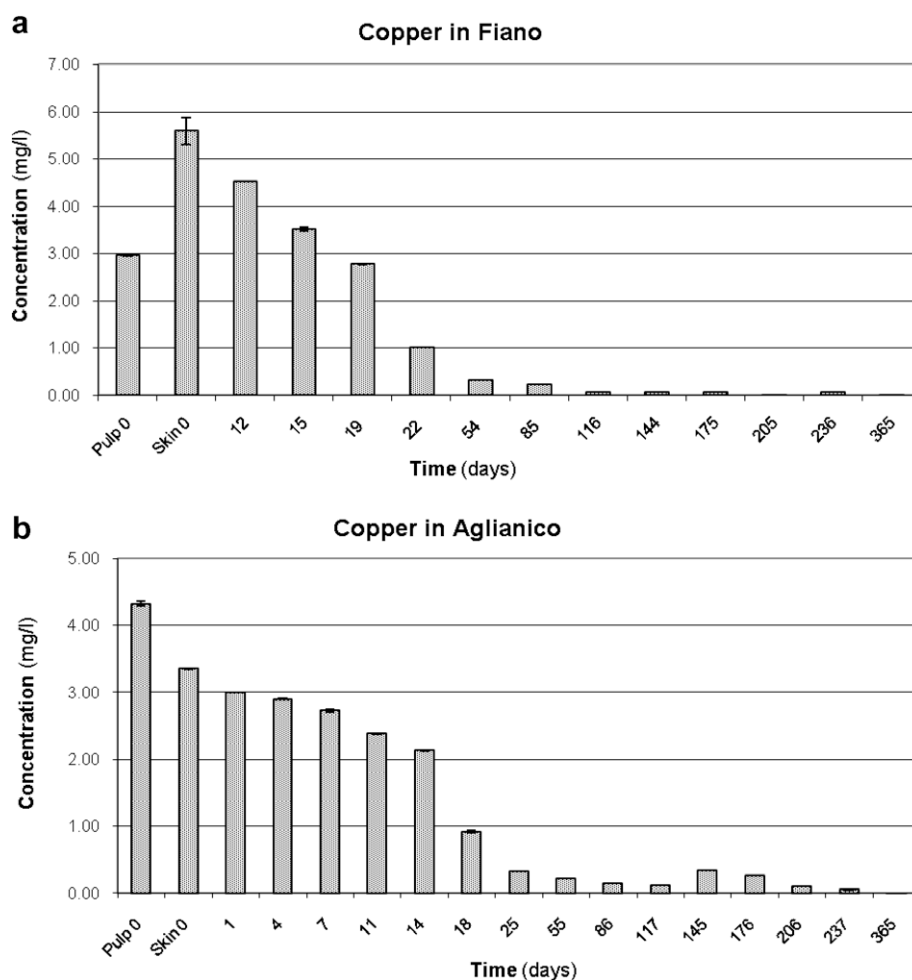 a
Copper in Fiano
7.00
6.00
5.00
4.00
3.00
2.00
1.00
0.00
Concentration (mg/l)
Pulp 0 Skin 0 12 15 19 22 54 85 116 144 175 205 236 365
Time (days)
b
Copper in Aglianico
5.00
4.00
3.00
2.00
1.00
0.00
Concentration (mg/l)
Pulp 0 Skin 0 1 4 7 11 14 18 25 55 86 117 145 176 206 237 365
Time (days)